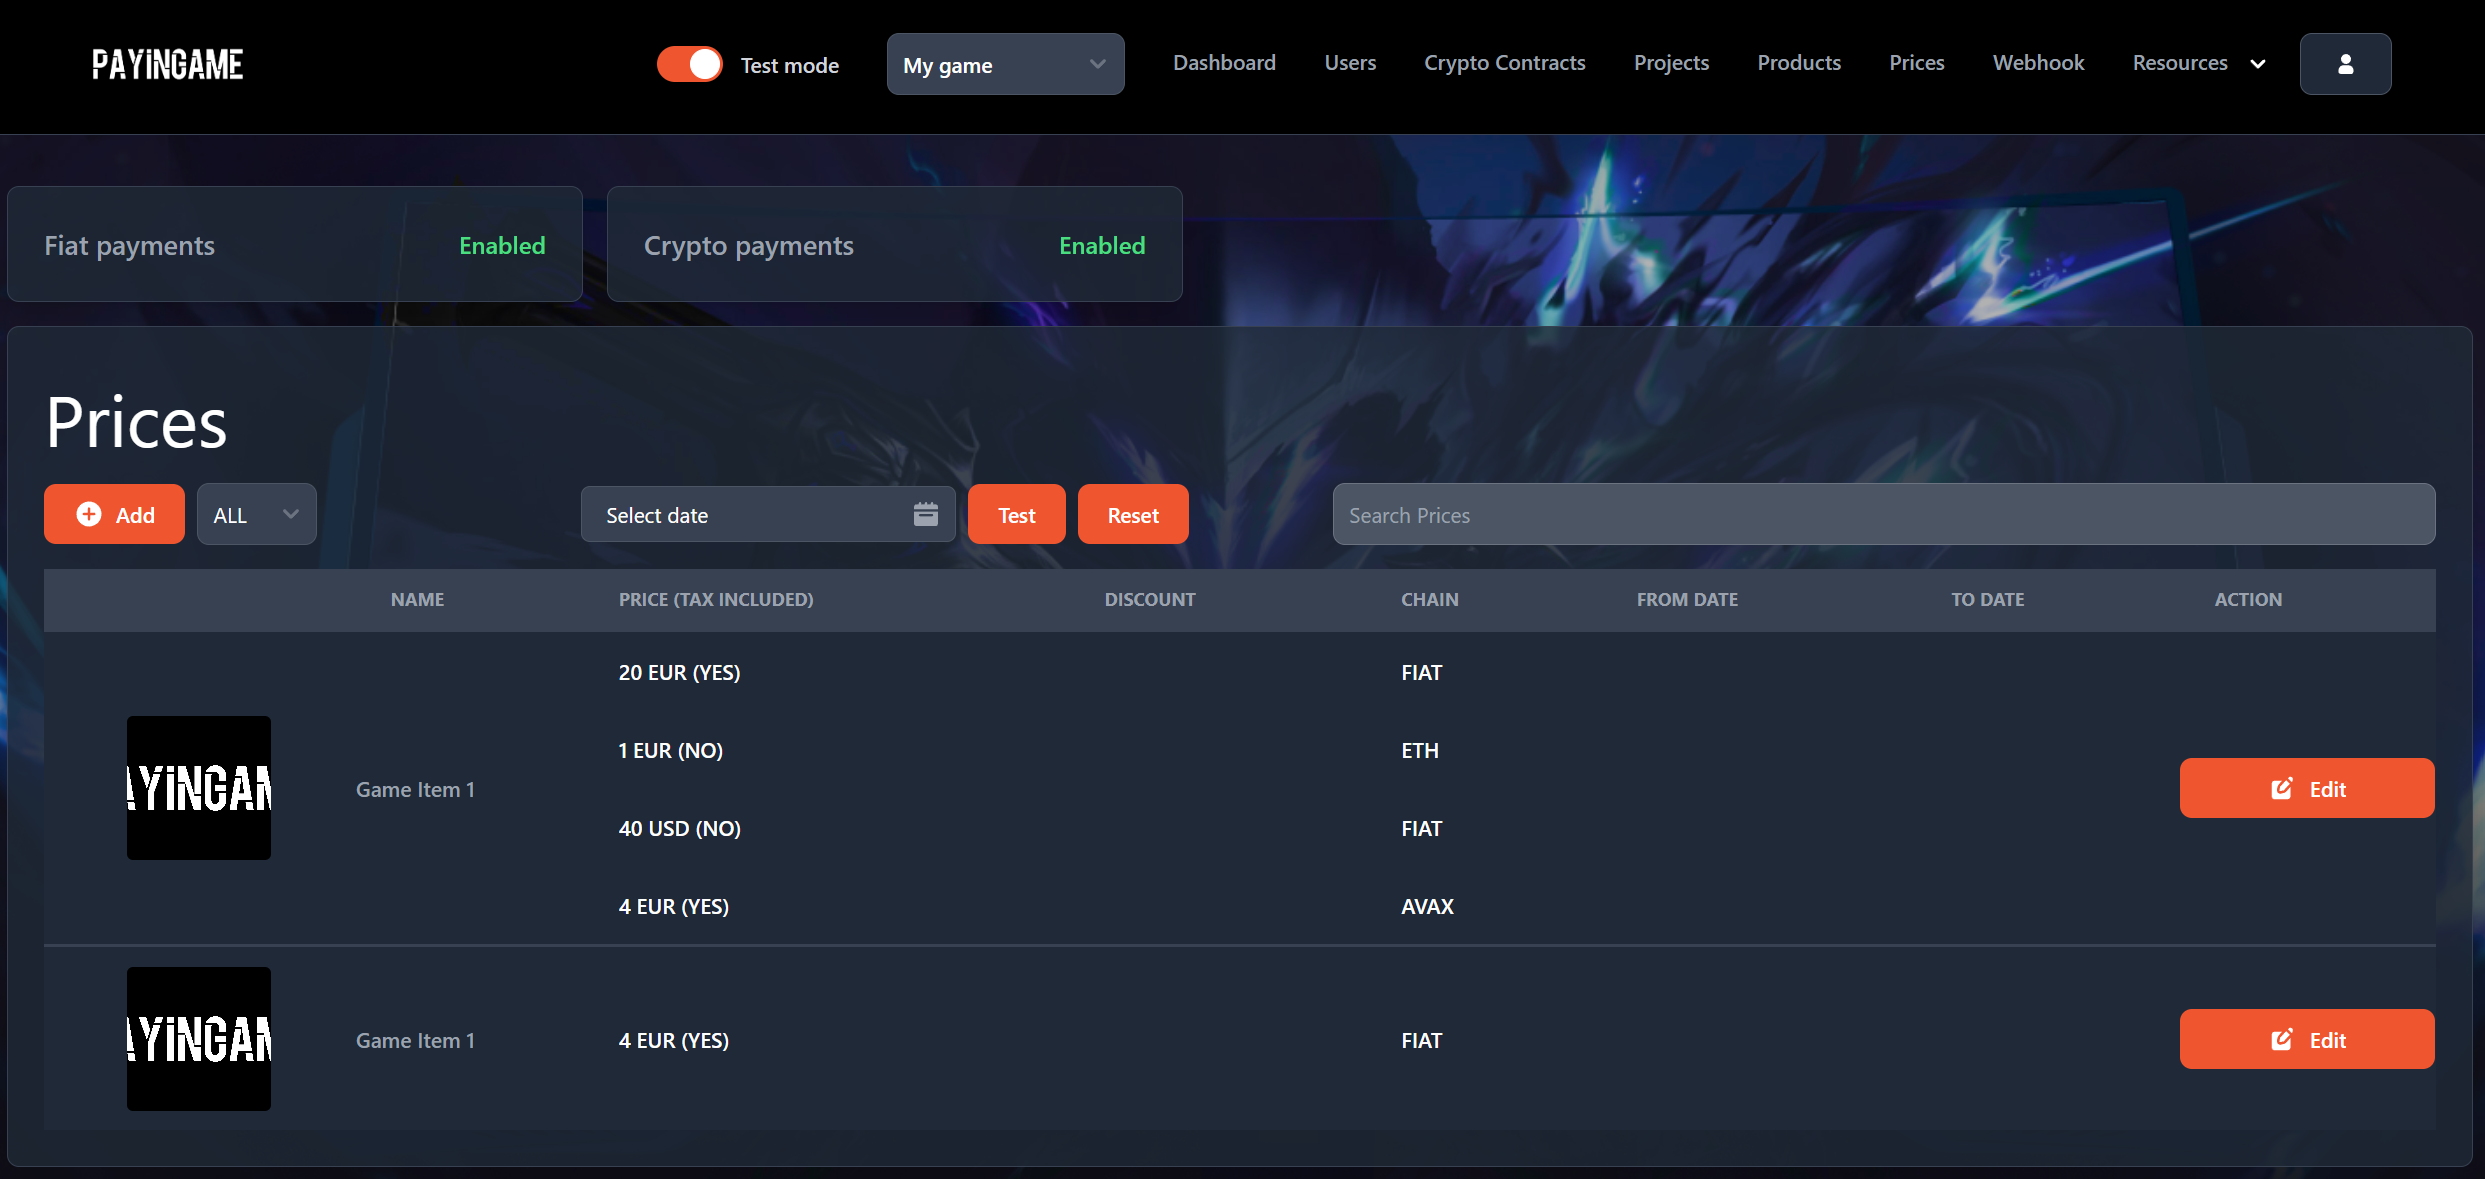 PAYINGAME
Test mode
My game
Dashboard
Users
Crypto Contracts
Projects
Products
Prices
Webhook
Resources
Fiat payments
Enabled
Crypto payments
Enabled
Prices
Add
ALL
Select date
Test
Reset
Search Prices
NAME
PRICE (TAX INCLUDED)
DISCOUNT
CHAIN
FROM DATE
TO DATE
ACTION
AYINGAM
Game Item 1
20 EUR (YES)
FIAT
1 EUR (NO)
ETH
40 USD (NO)
FIAT
4 EUR (YES)
AVAX
Edit
AYINGAM
Game Item 1
4 EUR (YES)
FIAT
Edit